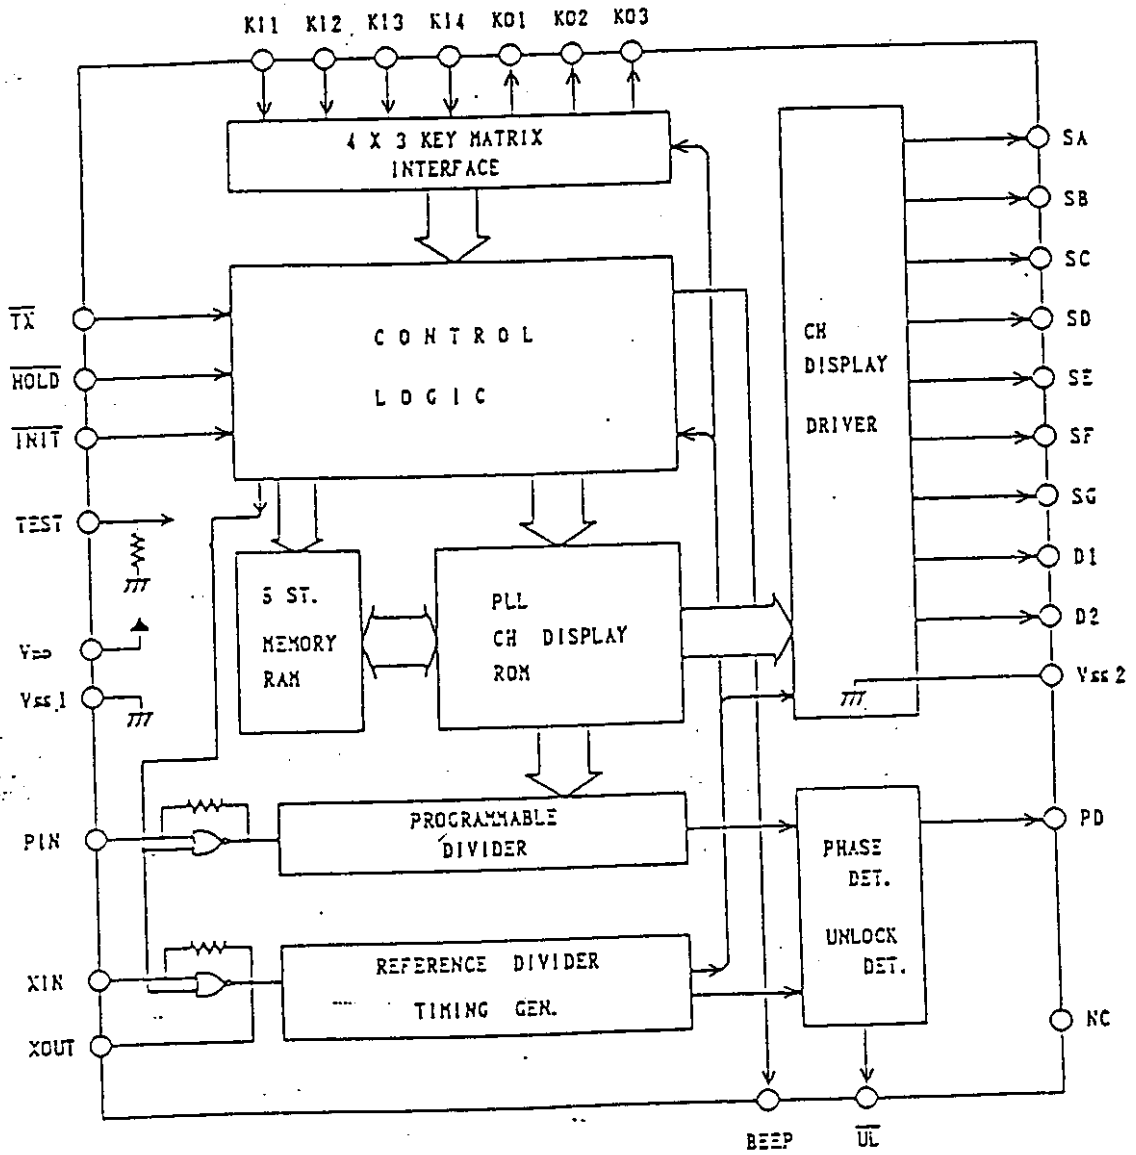 KI1 KI2 KI3 KI4 KO1 KO2 KO3
4 X 3 KEY MATRIX
INTERFACE
SA
SB
SC
SD
SE
SF
SG
D1
D2
Vss 2
PD
NC
TX
HOLD
INIT
TEST
VDD
Vss 1
PIN
XIN
XOUT
CONTROL
LOGIC
CH
DISPLAY
DRIVER
5 ST.
MEMORY
RAM
PLL
CH DISPLAY
ROM
PROGRAMMABLE
DIVIDER
PHASE
DET.
UNLOCK
DET.
REFERENCE DIVIDER
TIMING GEN.
BEEP
UL